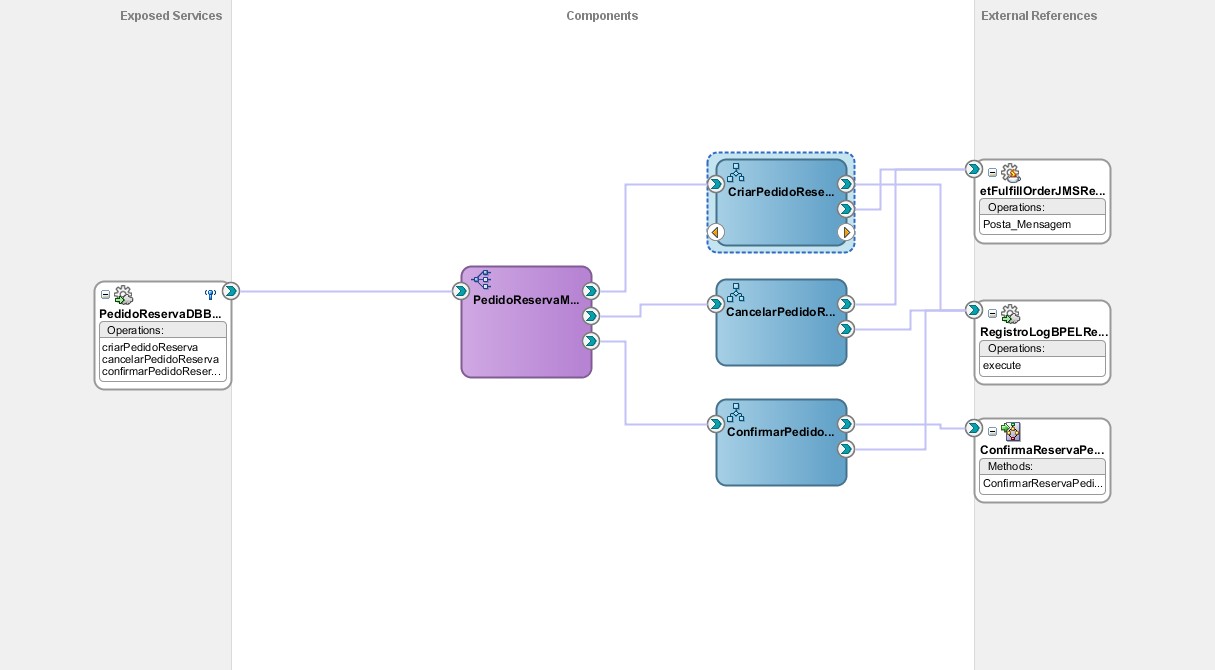 Exposed Services
Components
External References
PedidoReservaDBB...
Operations:
criarPedidoReserva
cancelarPedidoReserva
confirmarPedidoReser...
PedidoReservaM...
CriarPedidoRese...
CancelarPedidoR...
ConfirmarPedido...
etFulfillOrderJMSRe...
Operations:
Posta_Mensagem
RegistroLogBPELRe...
Operations:
execute
ConfirmaReservaPe...
Methods:
ConfirmarReservaPedi...